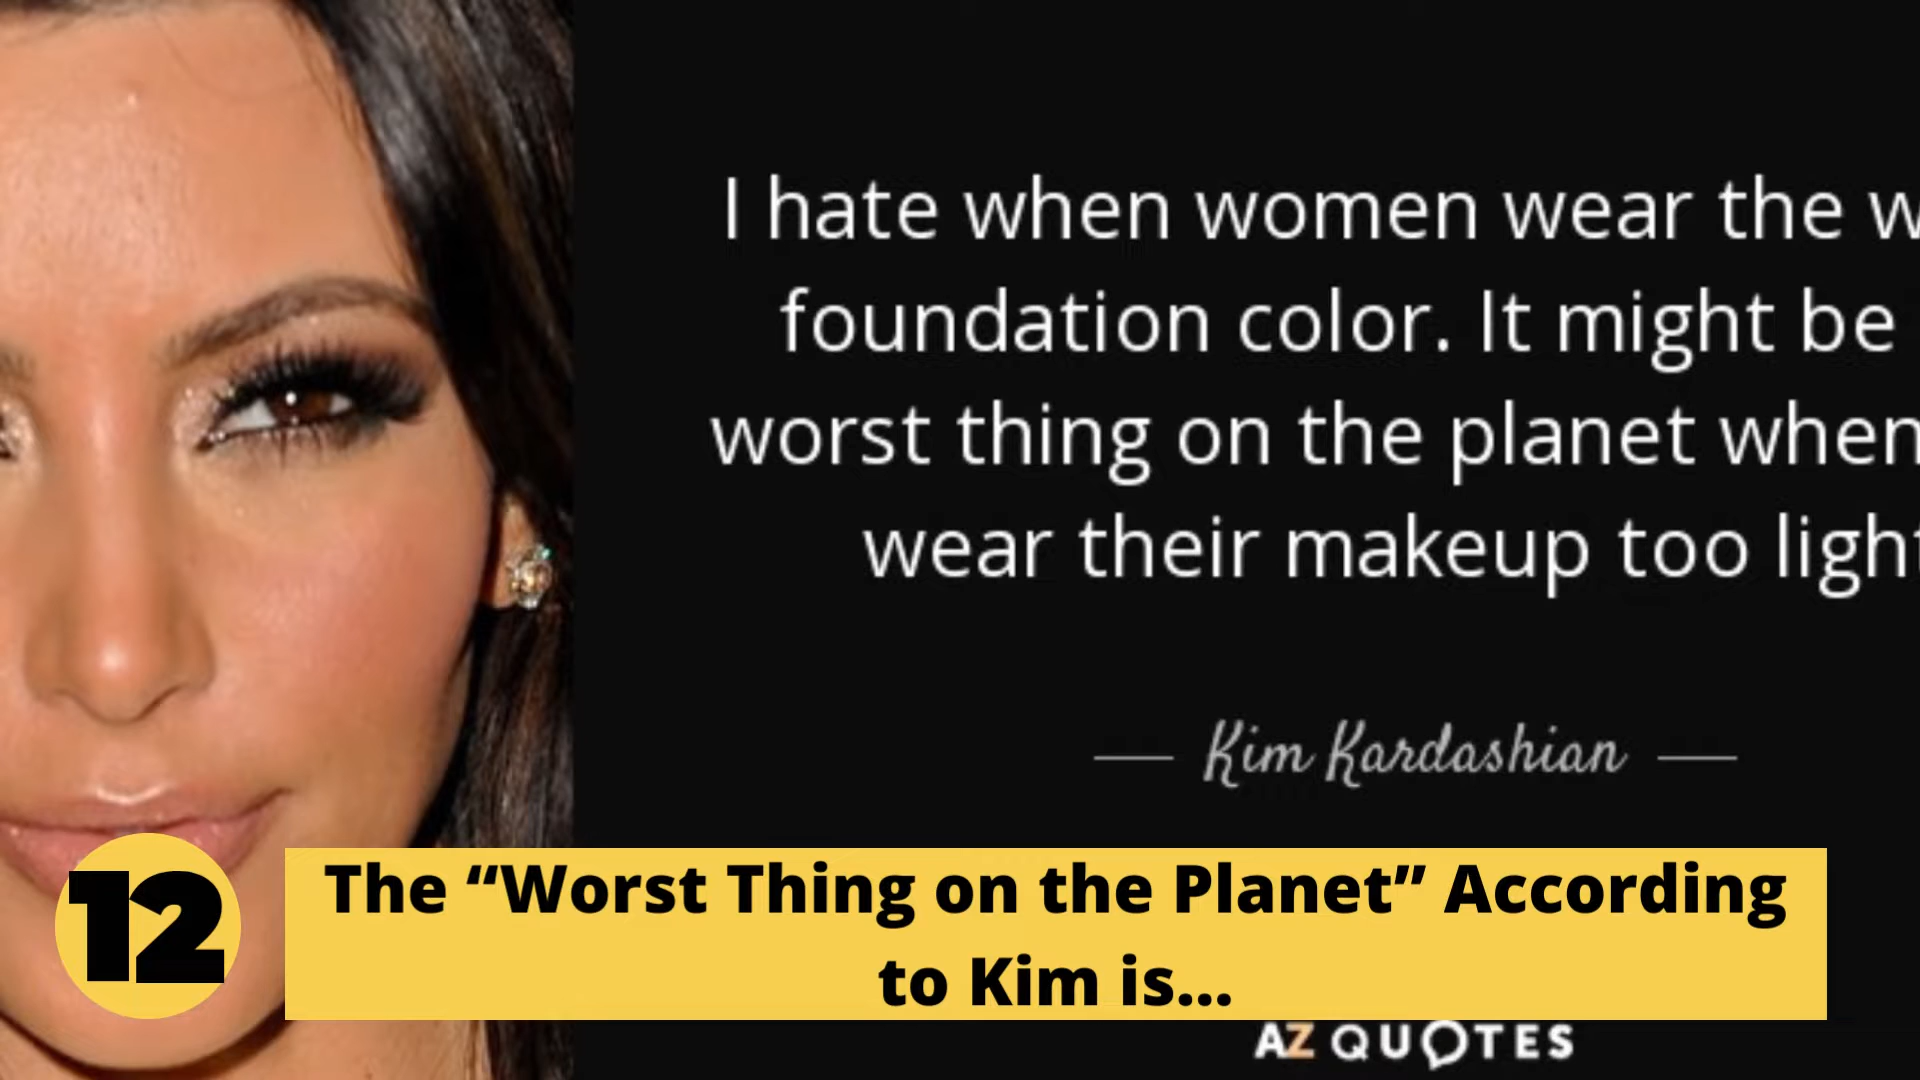 I hate when women wear the
foundation color. It might be
worst thing on the planet when
wear their makeup too light
Kim Kardashian
12
The “Worst Thing on the Planet” According
to Kim is...
AZ QUOTES